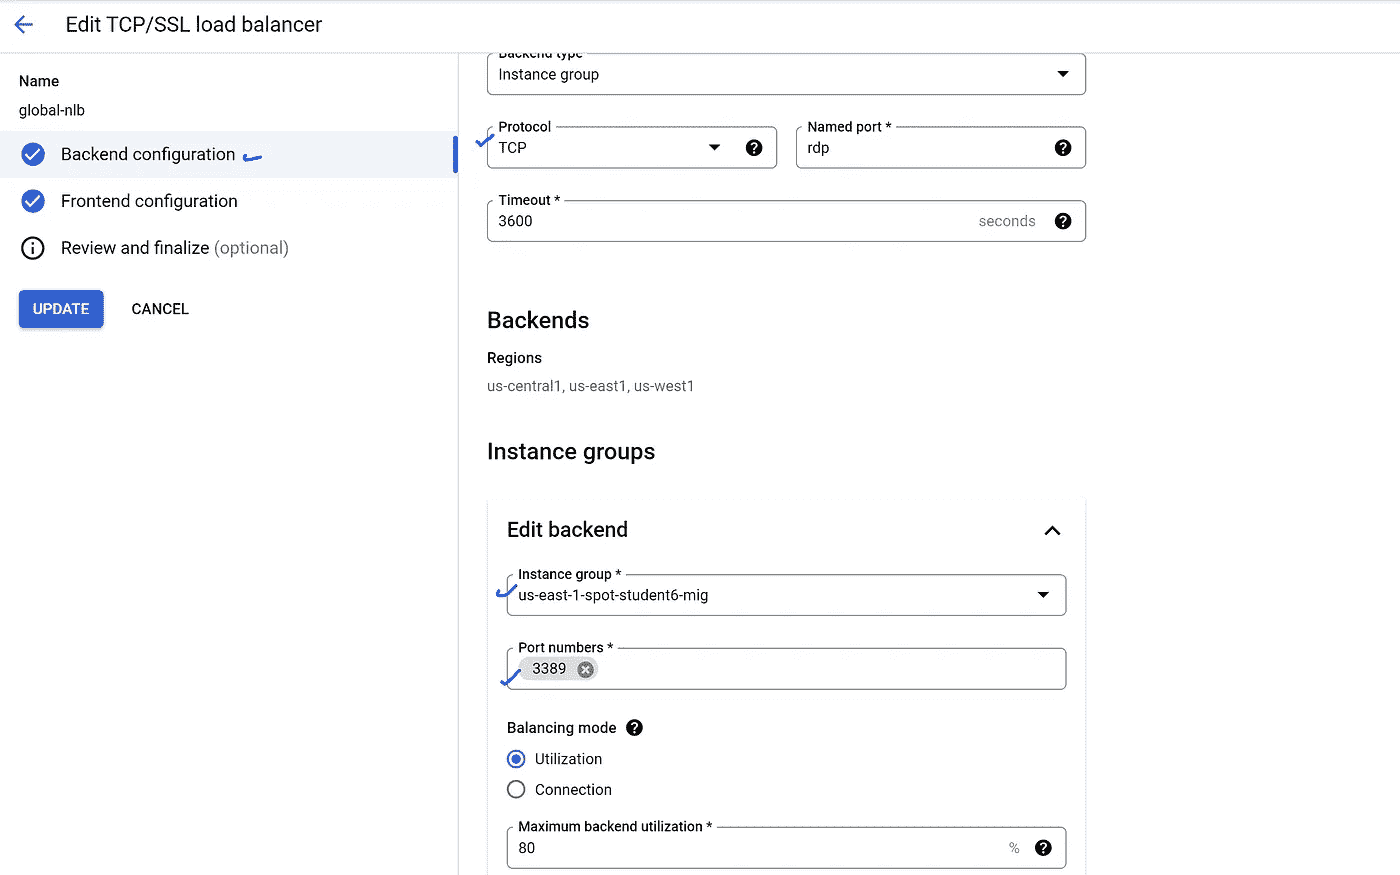 Edit TCP/SSL load balancer
Name
global-nlb
Backend configuration
Frontend configuration
Review and finalize (optional)
UPDATE CANCEL
Backend type
Instance group
Protocol
TCP
Named port *
rdp
Timeout *
3600 seconds
Backends
Regions
us-central1, us-east1, us-west1
Instance groups
Edit backend
Instance group *
us-east-1-spot-student6-mig
Port numbers *
3389
Balancing mode
Utilization
Connection
Maximum backend utilization *
80 %